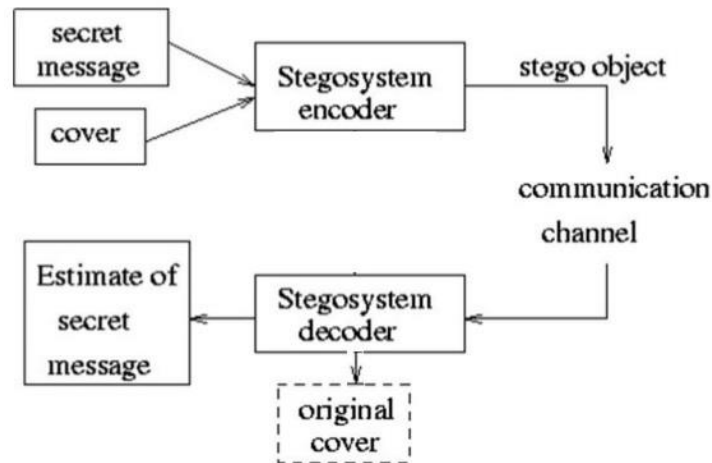 secret
message
cover
Stegosystem
encoder
stego object
communication
channel
Stegosystem
decoder
Estimate of
secret
message
original
cover